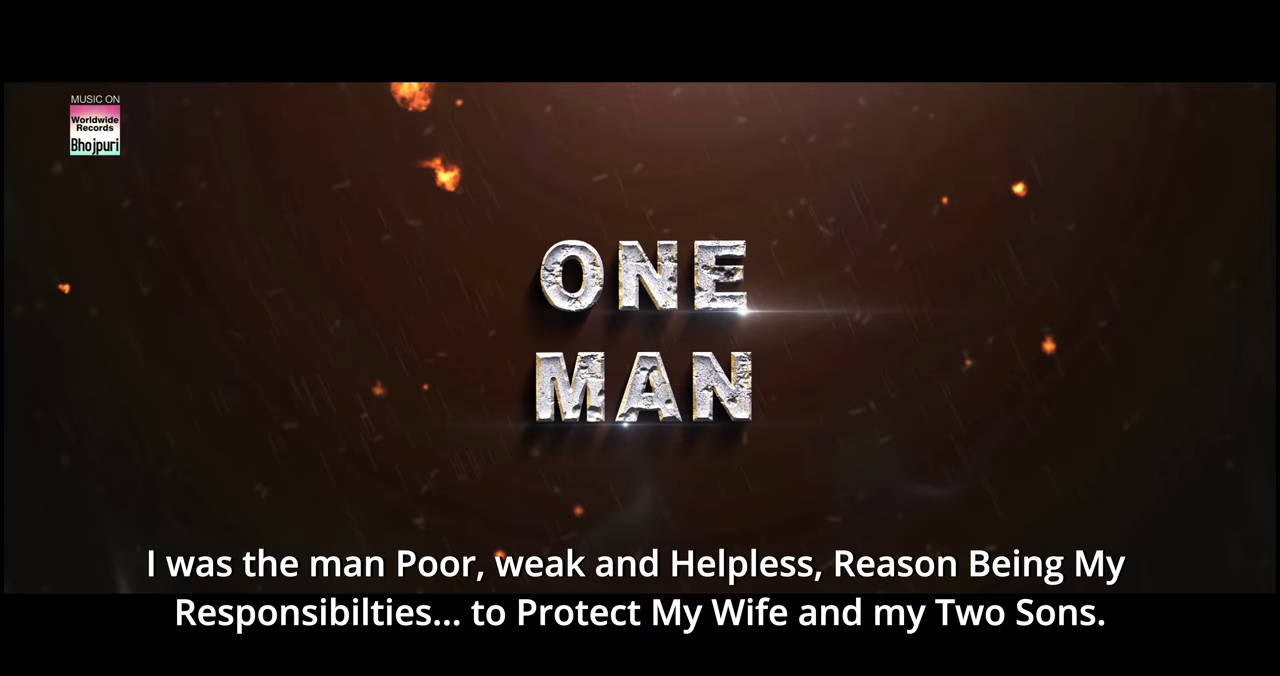 MUSIC ON
Worldwide
Records
Bhojpuri
ONE
MAN
I was the man Poor, weak and Helpless, Reason Being My
Responsibilties... to Protect My Wife and my Two Sons.